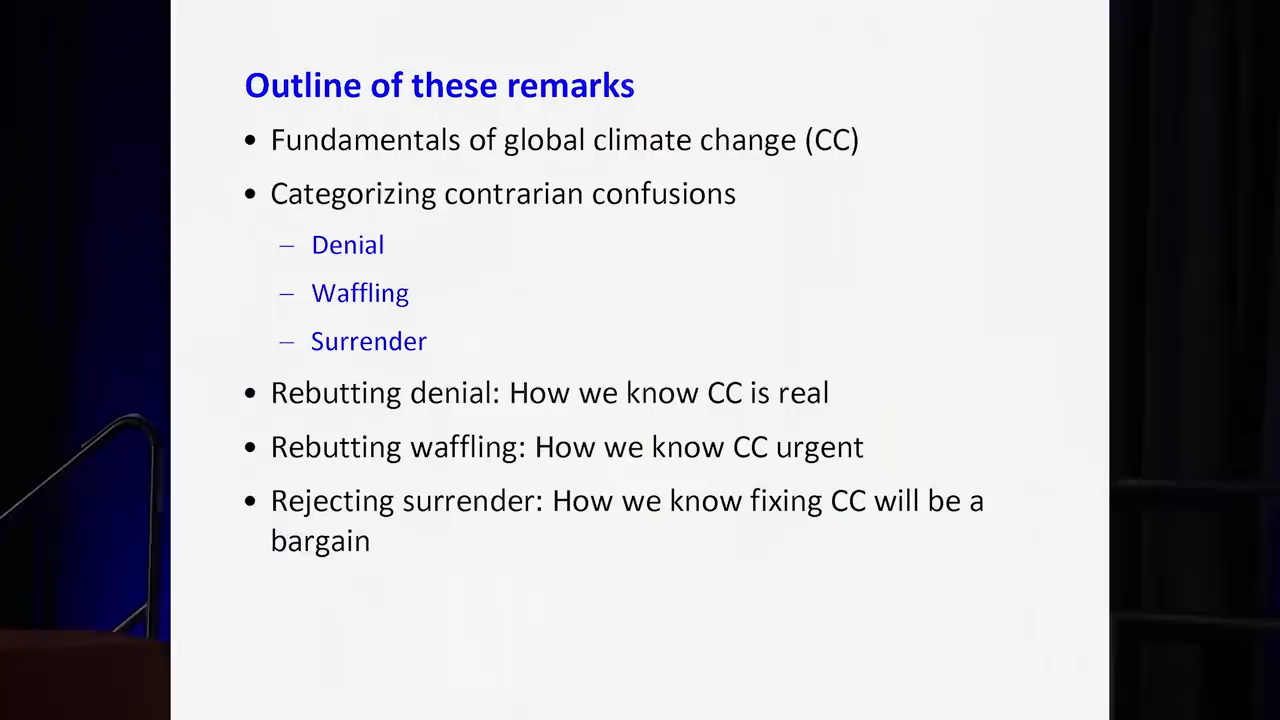 Outline of these remarks
• Fundamentals of global climate change (CC)
• Categorizing contrarian confusions
– Denial
– Waffling
– Surrender
• Rebutting denial: How we know CC is real
• Rebutting waffling: How we know CC urgent
• Rejecting surrender: How we know fixing CC will be a
bargain